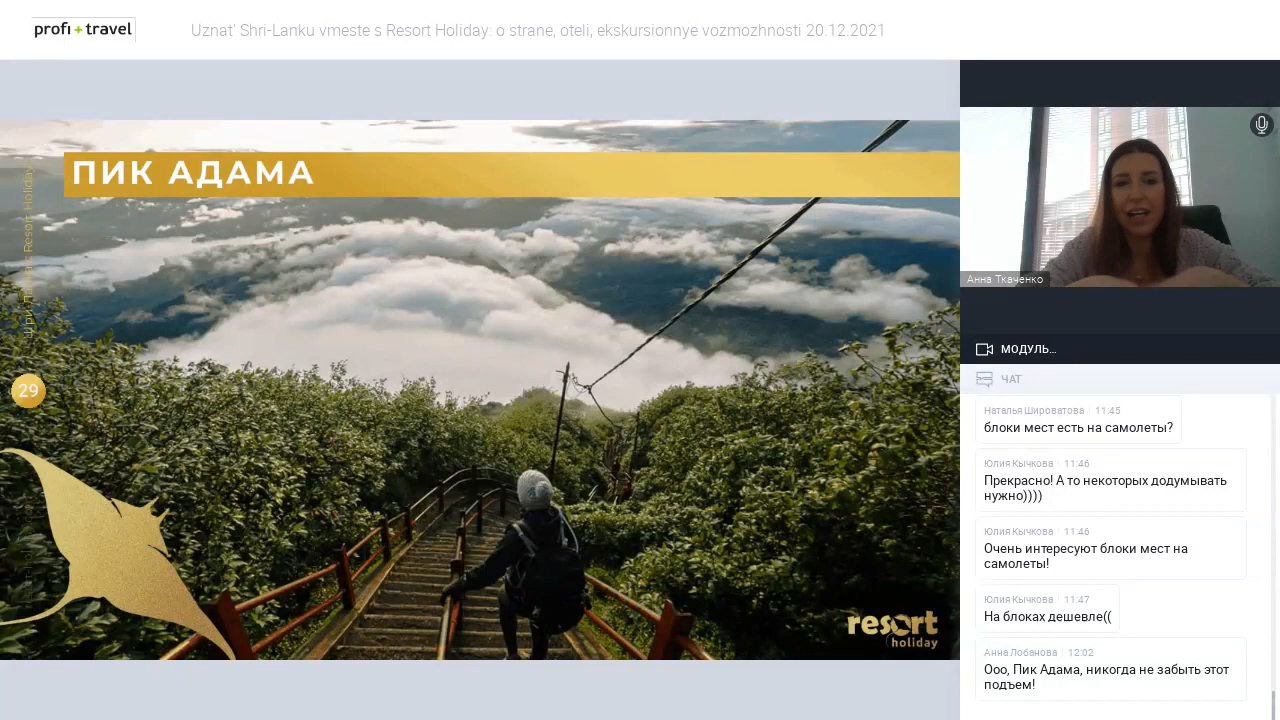 profi + travel
Uznat' Shri-Lanku vmeste s Resort Holiday: o strane, oteli, ekskursionnye vozmozhnosti 20.12.2021
ПИК АДАМА
Resort Holiday
29
resort
holiday
Анна Ткаченко
МОДУЛЬ...
ЧАТ
Наталья Широватова 11:45
блоки мест есть на самолеты?
Юлия Кычкова 11:46
Прекрасно! А то некоторых додумывать
нужно))))
Юлия Кычкова 11:46
Очень интересуют блоки мест на
самолеты!
Юлия Кычкова 11:47
На блоках дешевле((
Анна Лобанова 12:02
Ооо, Пик Адама, никогда не забыть этот
подъем!